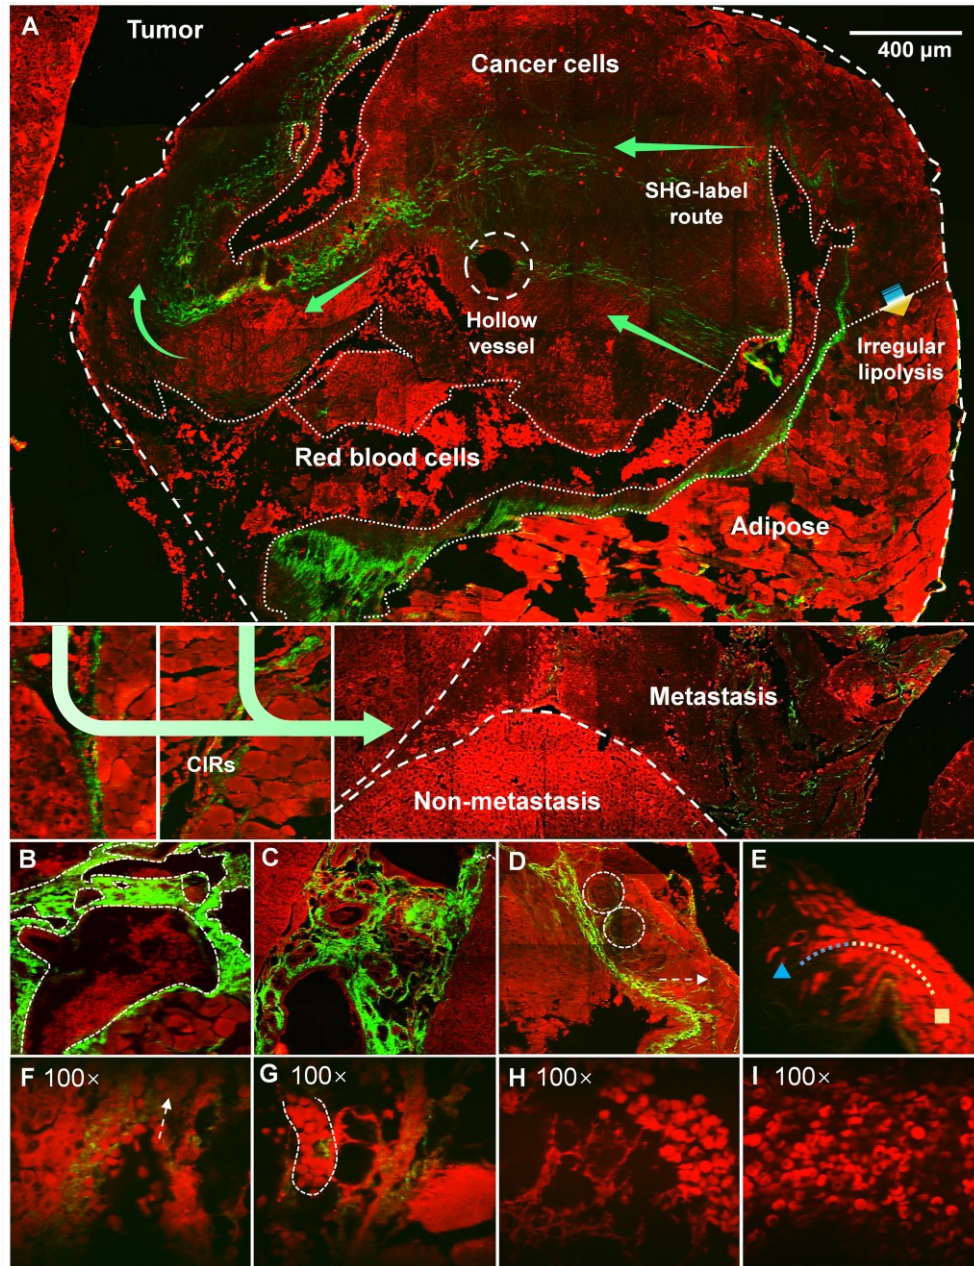 A
Tumor
400 µm
Cancer cells
SHG-label
route
Hollow
vessel
Irregular
lipolysis
Red blood cells
Adipose
CIRs
Metastasis
Non-metastasis
B
C
D
E
F 100×
G 100×
H 100×
I 100×